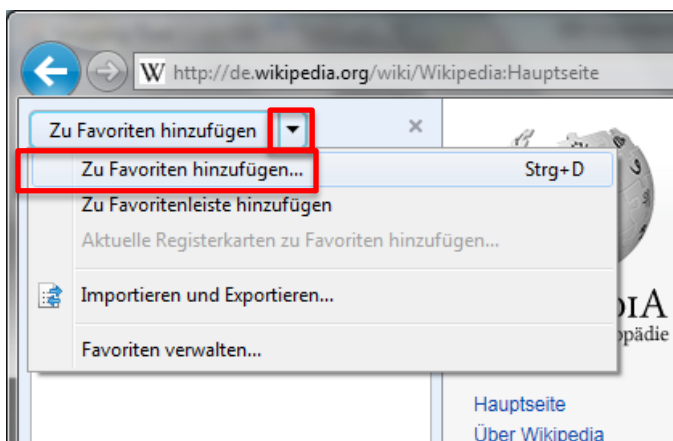 W http://de.wikipedia.org/wiki/Wikipedia:Hauptseite
Zu Favoriten hinzufügen
Zu Favoriten hinzufügen... Strg+D
Zu Favoritenleiste hinzufügen
Aktuelle Registerkarten zu Favoriten hinzufügen...
Importieren und Exportieren...
Favoriten verwalten...
Hauptseite
Über Wikipedia